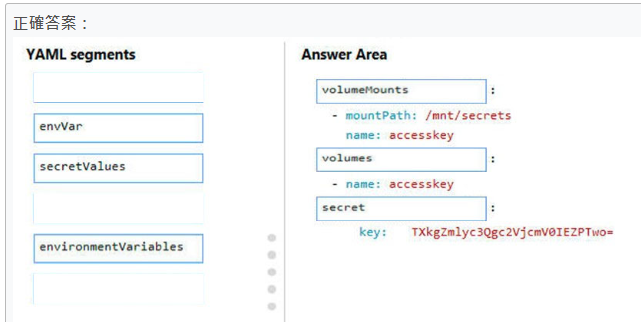 正確答案：
YAML segments
envVar
secretValues
environmentVariables
Answer Area
volumeMounts :
- mountPath: /mnt/secrets
name: accesskey
volumes :
- name: accesskey
secret :
key: TXkgZmlyc3Qgc2VjcmV0IEZPTwo=